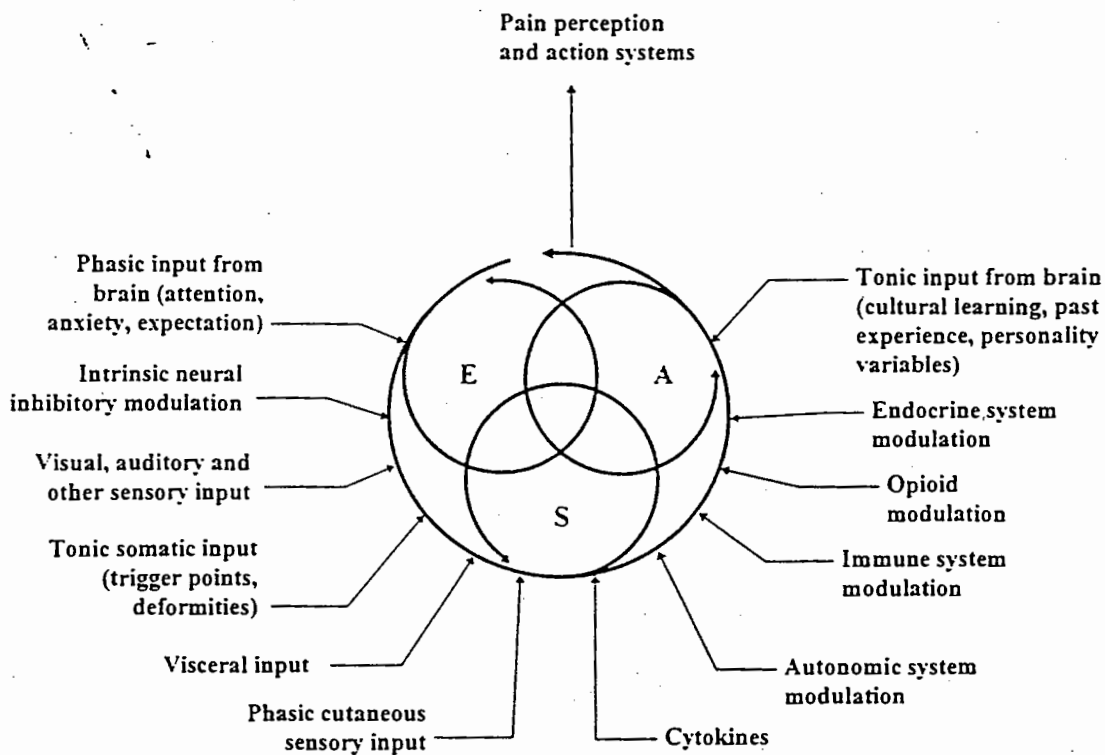 Pain perception
and action systems
Phasic input from
brain (attention,
anxiety, expectation)
Intrinsic neural
inhibitory modulation
Visual, auditory and
other sensory input
Tonic somatic input
(trigger points,
deformities)
Visceral input
Phasic cutaneous
sensory input
E
A
S
Tonic input from brain
(cultural learning, past
experience, personality
variables)
Endocrine system
modulation
Opioid
modulation
Immune system
modulation
Autonomic system
modulation
Cytokines